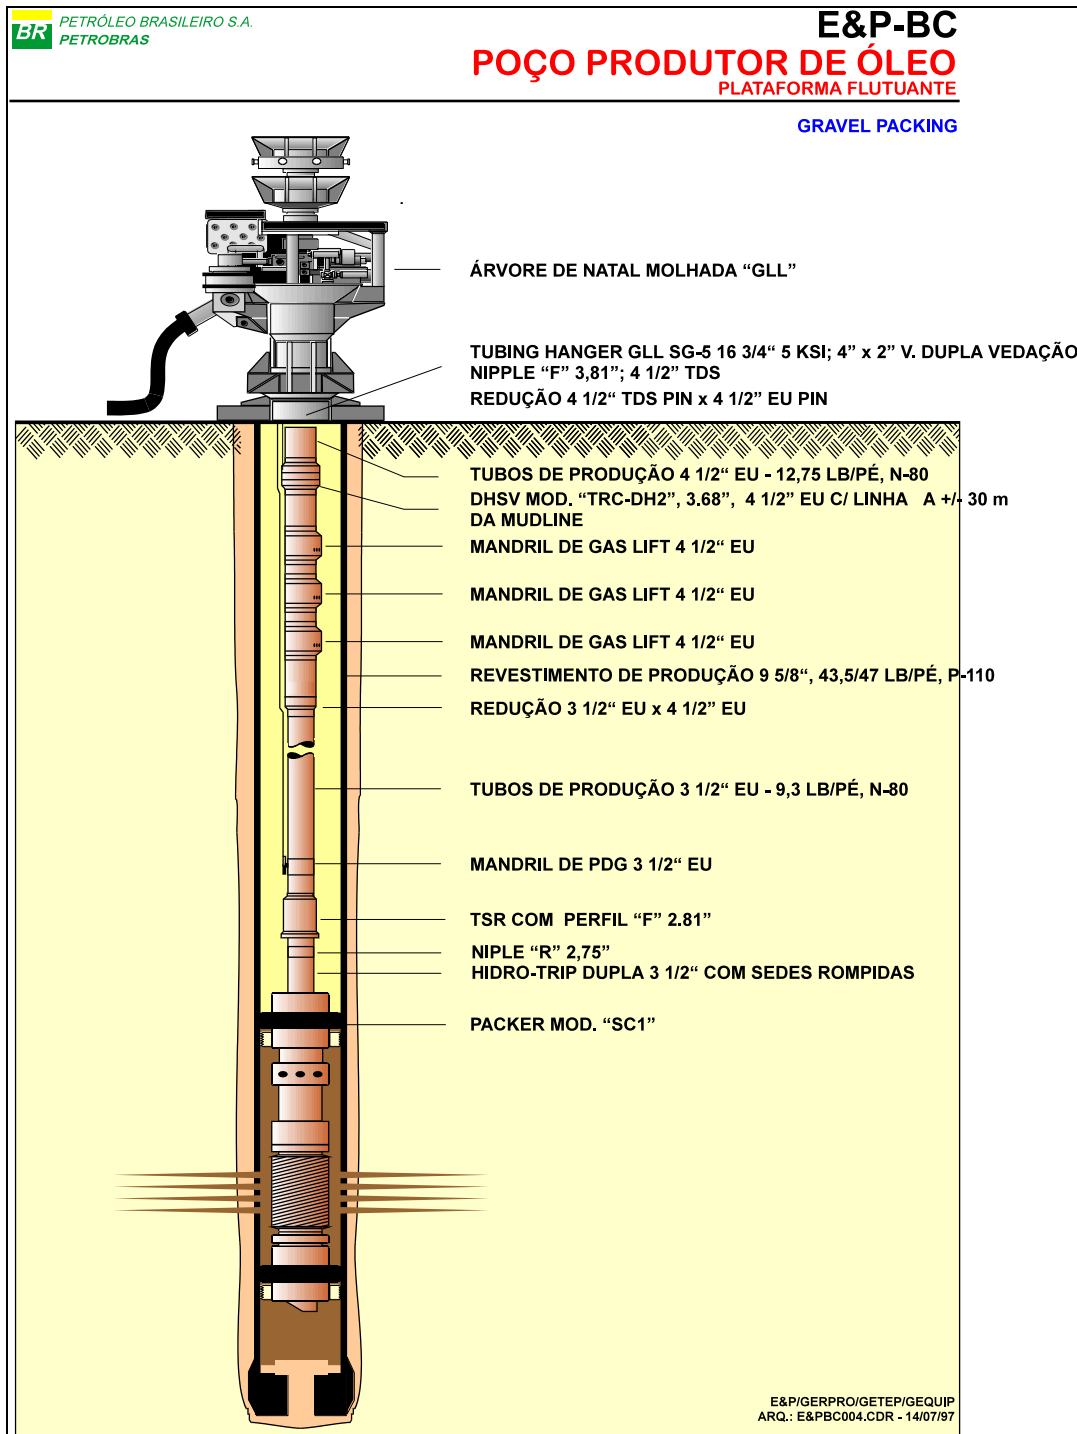 BR PETRÓLEO BRASILEIRO S.A.
PETROBRAS
E&P-BC
POÇO PRODUTOR DE ÓLEO
PLATAFORMA FLUTUANTE
GRAVEL PACKING
ÁRVORE DE NATAL MOLHADA “GLL”
TUBING HANGER GLL SG-5 16 3/4“ 5 KSI; 4” x 2” V. DUPLA VEDAÇÃO
NIPPLE “F” 3,81”; 4 1/2” TDS
REDUÇÃO 4 1/2“ TDS PIN x 4 1/2” EU PIN
TUBOS DE PRODUÇÃO 4 1/2“ EU - 12,75 LB/PÉ, N-80
DHSV MOD. “TRC-DH2”, 3.68”, 4 1/2” EU C/ LINHA A +/- 30 m
DA MUDLINE
MANDRIL DE GAS LIFT 4 1/2“ EU
MANDRIL DE GAS LIFT 4 1/2“ EU
MANDRIL DE GAS LIFT 4 1/2“ EU
REVESTIMENTO DE PRODUÇÃO 9 5/8“, 43,5/47 LB/PÉ, P-110
REDUÇÃO 3 1/2“ EU x 4 1/2” EU
TUBOS DE PRODUÇÃO 3 1/2“ EU - 9,3 LB/PÉ, N-80
MANDRIL DE PDG 3 1/2“ EU
TSR COM PERFIL “F” 2.81”
NIPLE “R” 2,75”
HIDRO-TRIP DUPLA 3 1/2“ COM SEDES ROMPIDAS
PACKER MOD. “SC1”
E&P/GERPRO/GETEP/GEQUIP
ARQ.: E&PBC004.CDR - 14/07/97